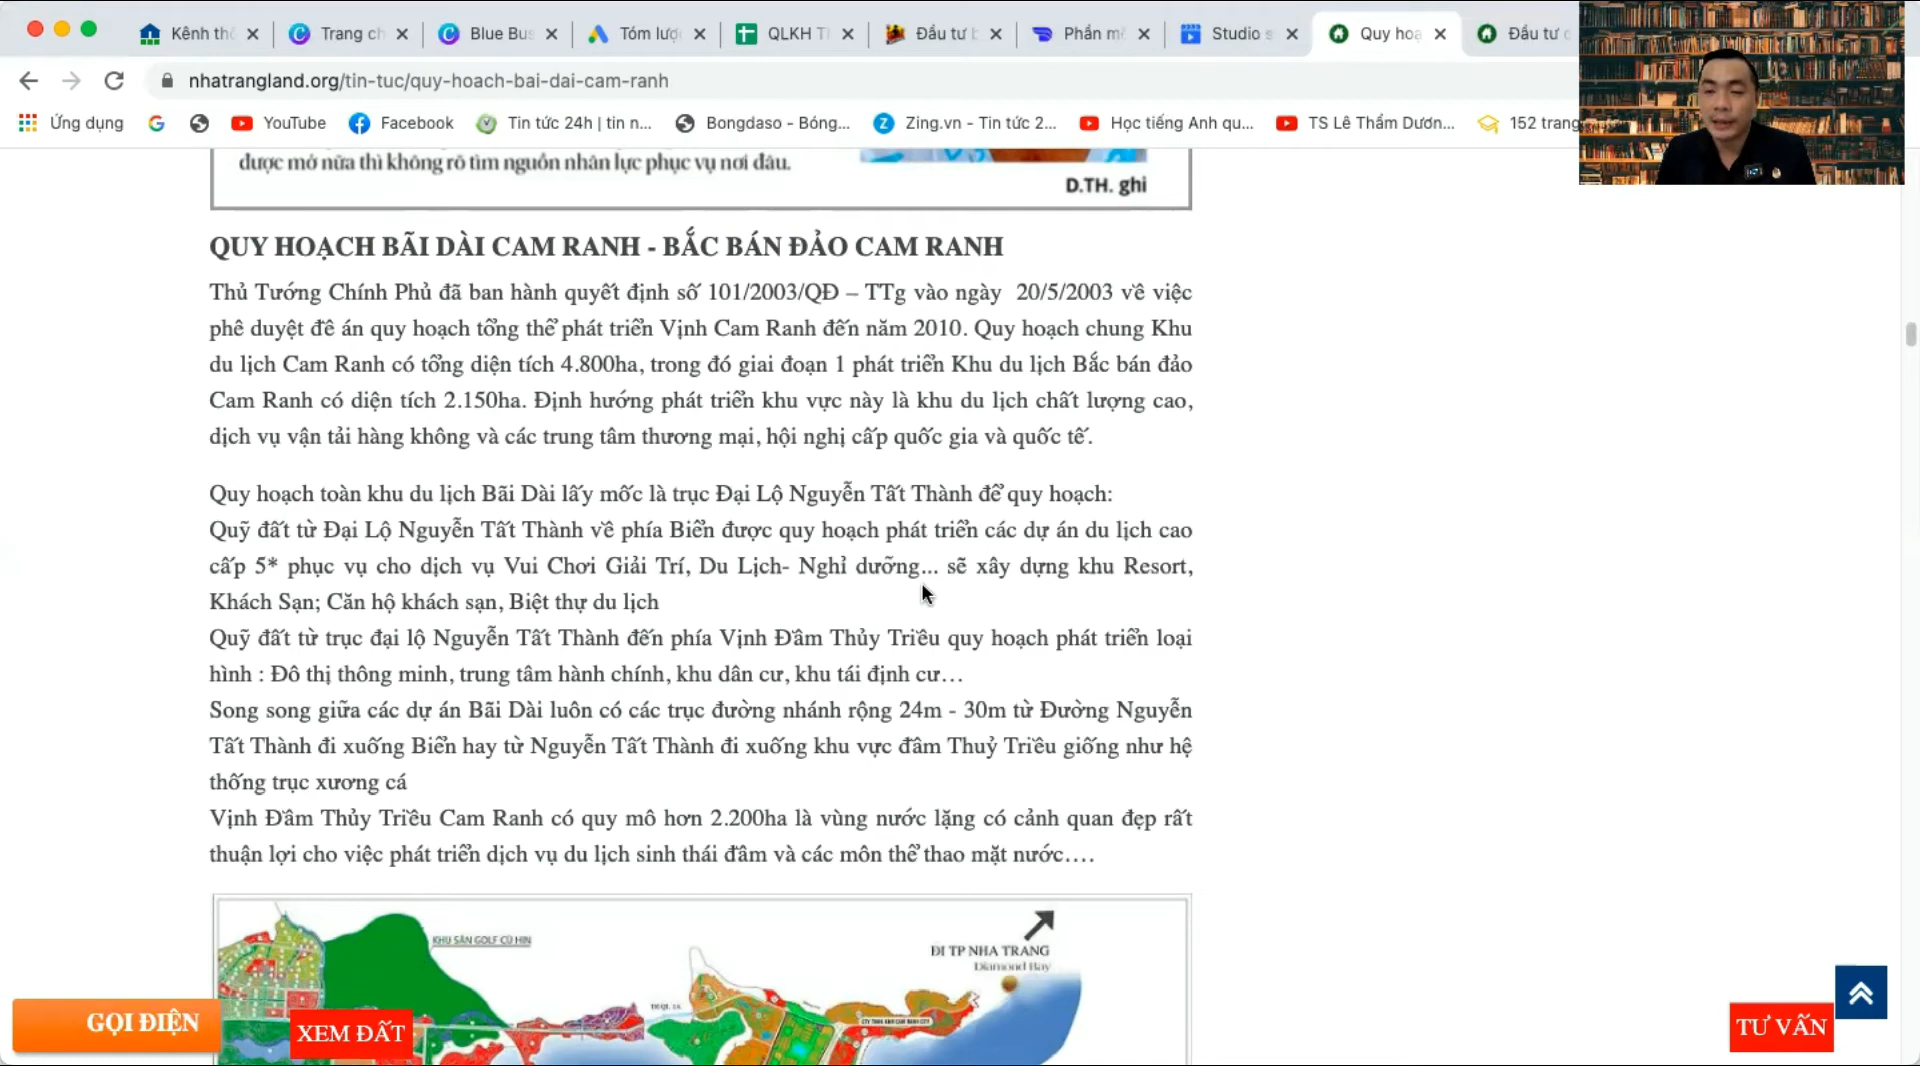 Kênh thô
Trang ch
Blue Bus
Tóm lượ
QLKH T
Đầu tư b
Phần m
Studio s
Quy hoạ
Đầu tư c
nhatrangland.org/tin-tuc/quy-hoach-bai-dai-cam-ranh
Ứng dụng
YouTube
Facebook
Tin tức 24h | tin n...
Bongdaso - Bóng...
Zing.vn - Tin tức 2...
Học tiếng Anh qu...
TS Lê Thẩm Dươn...
152 trang
được mở nữa thì không rõ tìm nguồn nhân lực phục vụ nơi đâu.
D.TH. ghi
QUY HOẠCH BÃI DÀI CAM RANH - BẮC BÁN ĐẢO CAM RANH
Thủ Tướng Chính Phủ đã ban hành quyết định số 101/2003/QĐ – TTg vào ngày 20/5/2003 về việc
phê duyệt đê án quy hoạch tổng thể phát triển Vịnh Cam Ranh đến năm 2010. Quy hoạch chung Khu
du lịch Cam Ranh có tổng diện tích 4.800ha, trong đó giai đoạn 1 phát triển Khu du lịch Bắc bán đảo
Cam Ranh có diện tích 2.150ha. Định hướng phát triển khu vực này là khu du lịch chất lượng cao,
dịch vụ vận tải hàng không và các trung tâm thương mại, hội nghị cấp quốc gia và quốc tế.
Quy hoạch toàn khu du lịch Bãi Dài lấy mốc là trục Đại Lộ Nguyễn Tất Thành để quy hoạch:
Quỹ đất từ Đại Lộ Nguyễn Tất Thành về phía Biển được quy hoạch phát triển các dự án du lịch cao
cấp 5* phục vụ cho dịch vụ Vui Chơi Giải Trí, Du Lịch- Nghỉ dưỡng... sẽ xây dựng khu Resort,
Khách Sạn; Căn hộ khách sạn, Biệt thự du lịch
Quỹ đất từ trục đại lộ Nguyễn Tất Thành đến phía Vịnh Đầm Thủy Triều quy hoạch phát triển loại
hình : Đô thị thông minh, trung tâm hành chính, khu dân cư, khu tái định cư…
Song song giữa các dự án Bãi Dài luôn có các trục đường nhánh rộng 24m - 30m từ Đường Nguyễn
Tất Thành đi xuống Biển hay từ Nguyễn Tất Thành đi xuống khu vực đầm Thuỷ Triều giống như hệ
thống trục xương cá
Vịnh Đầm Thủy Triều Cam Ranh có quy mô hơn 2.200ha là vùng nước lặng có cảnh quan đẹp rất
thuận lợi cho việc phát triển dịch vụ du lịch sinh thái đầm và các môn thể thao mặt nước….
KHU SÂN GOLF CÙ HIN
ĐI TP NHA TRANG
Diamond Bay
ĐI QL 1A
GỌI ĐIỆN
XEM ĐẤT
TƯ VẤN